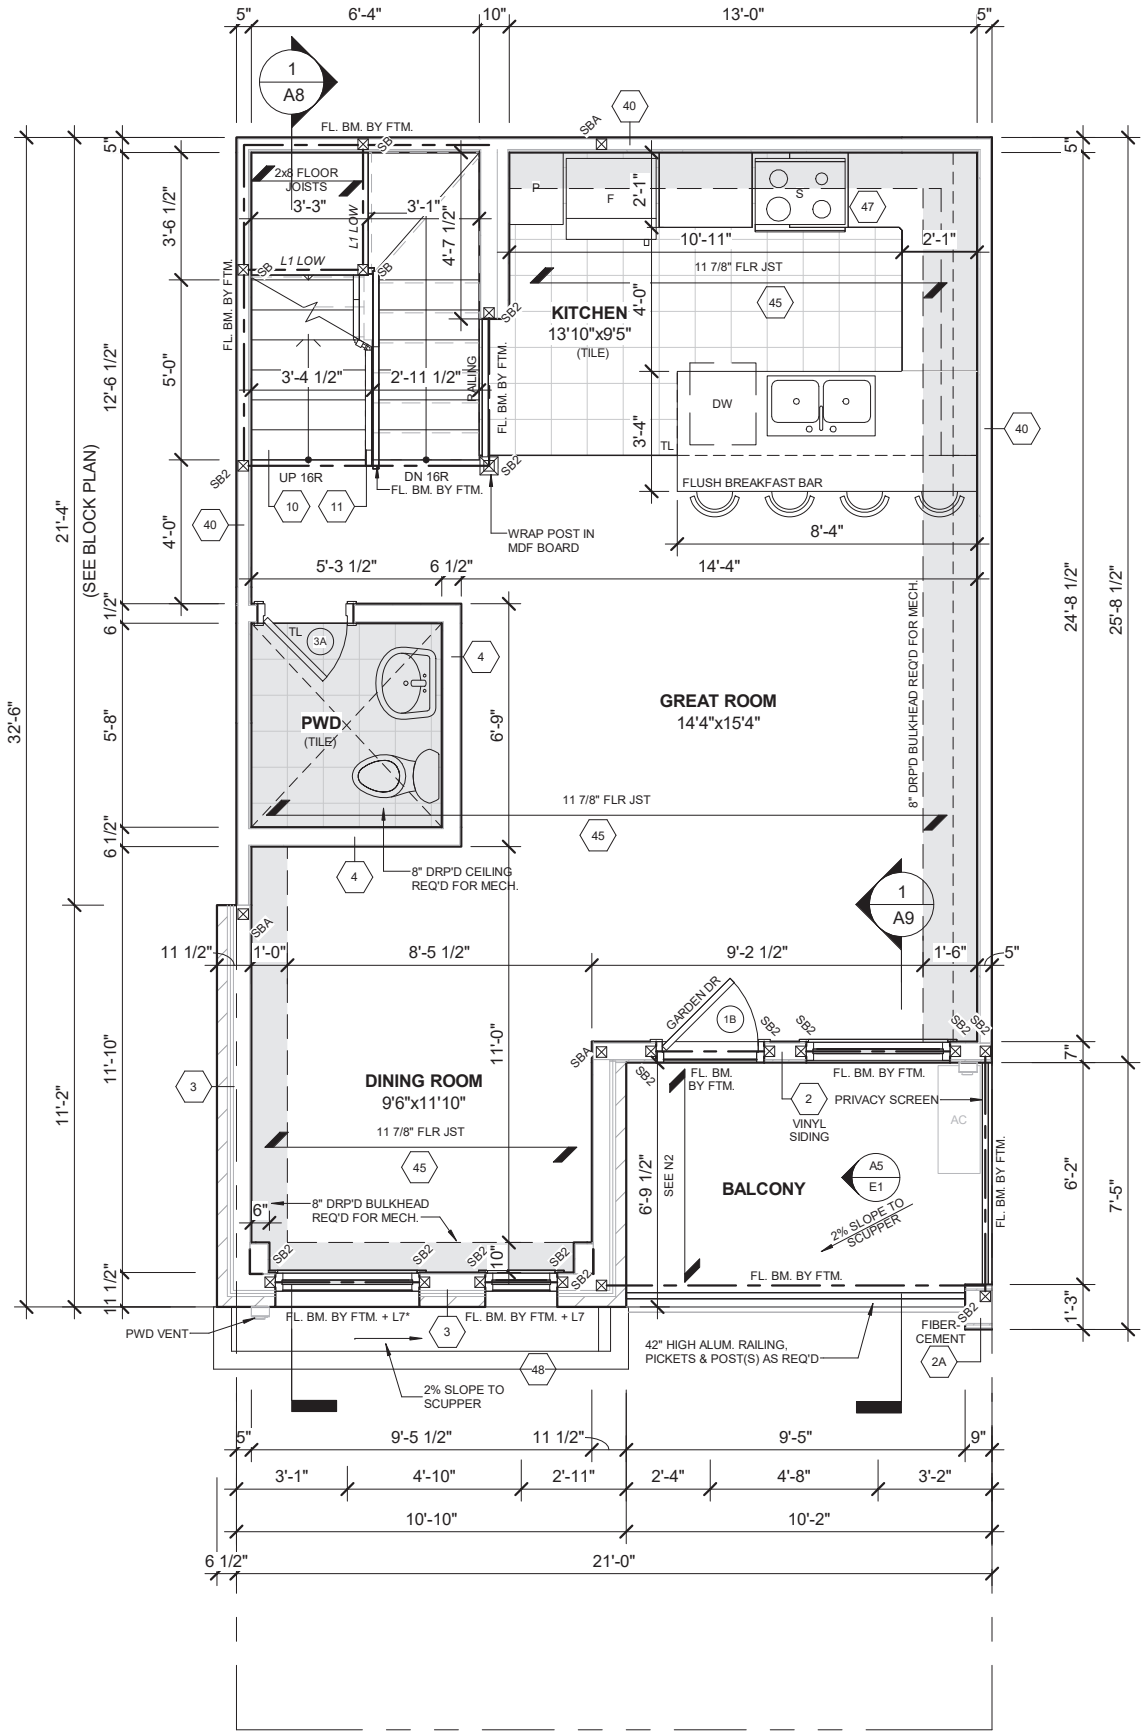 5" 6'-4" 10" 13'-0" 5"
1
A8
FL. BM. BY FTM.
SB
SBA
40
5"
5"
2x8 FLOOR
JOISTS
P
F
S
47
2'-1"
3'-3" 3'-1"
3'-6 1/2"
L1 LOW
4'-7 1/2"
10'-11" 2'-1"
L1 LOW
SB
SB
11 7/8" FLR JST
45
FL. BM. BY FTM.
SB2
KITCHEN
13'10"x9'5"
(TILE)
4'-0"
12'-6 1/2"
5'-0"
3'-4 1/2" 2'-11 1/2"
RAILING
FL. BM. BY FTM.
DW
3'-4"
TL
40
SB2
SB2
UP 16R
DN 16R
FL. BM. BY FTM.
10
11
FLUSH BREAKFAST BAR
40
4'-0"
WRAP POST IN
MDF BOARD
8'-4"
21'-4"
(SEE BLOCK PLAN)
5'-3 1/2" 6 1/2" 14'-4"
24'-8 1/2"
25'-8 1/2"
6 1/2"
TL
3A
4
8" DRP'D BULKHEAD REQ'D FOR MECH.
32'-6"
5'-8"
PWD
(TILE)
6'-9"
GREAT ROOM
14'4"x15'4"
11 7/8" FLR JST
45
6 1/2"
4
8" DRP'D CEILING
REQ'D FOR MECH.
1
A9
SBA
11 1/2" 1'-0" 8'-5 1/2" 9'-2 1/2" 1'-6" 5"
GARDEN DR
1B
SB2
SB2
SB2
SB2
SBA
SB2
7"
11'-10"
11'-2"
11'-0"
3
DINING ROOM
9'6"x11'10"
11 7/8" FLR JST
45
FL. BM.
BY FTM.
FL. BM. BY FTM.
2
VINYL
SIDING
PRIVACY SCREEN
AC
6'-9 1/2"
SEE N2
A5
E1
BALCONY
2% SLOPE TO
SCUPPER
FL. BM. BY FTM.
6'-2"
7'-5"
6"
8" DRP'D BULKHEAD
REQ'D FOR MECH.
10"
SB2
SB2
SB2
SB2
11 1/2"
FL. BM. BY FTM.
SB2
1'-3"
PWD VENT
FL. BM. BY FTM. + L7*
FL. BM. BY FTM. + L7
3
48
42" HIGH ALUM. RAILING,
PICKETS & POST(S) AS REQ'D
FIBER-
CEMENT
2A
2% SLOPE TO
SCUPPER
5" 9'-5 1/2" 11 1/2" 9'-5" 9"
3'-1" 4'-10" 2'-11" 2'-4" 4'-8" 3'-2"
10'-10" 10'-2"
6 1/2" 21'-0"